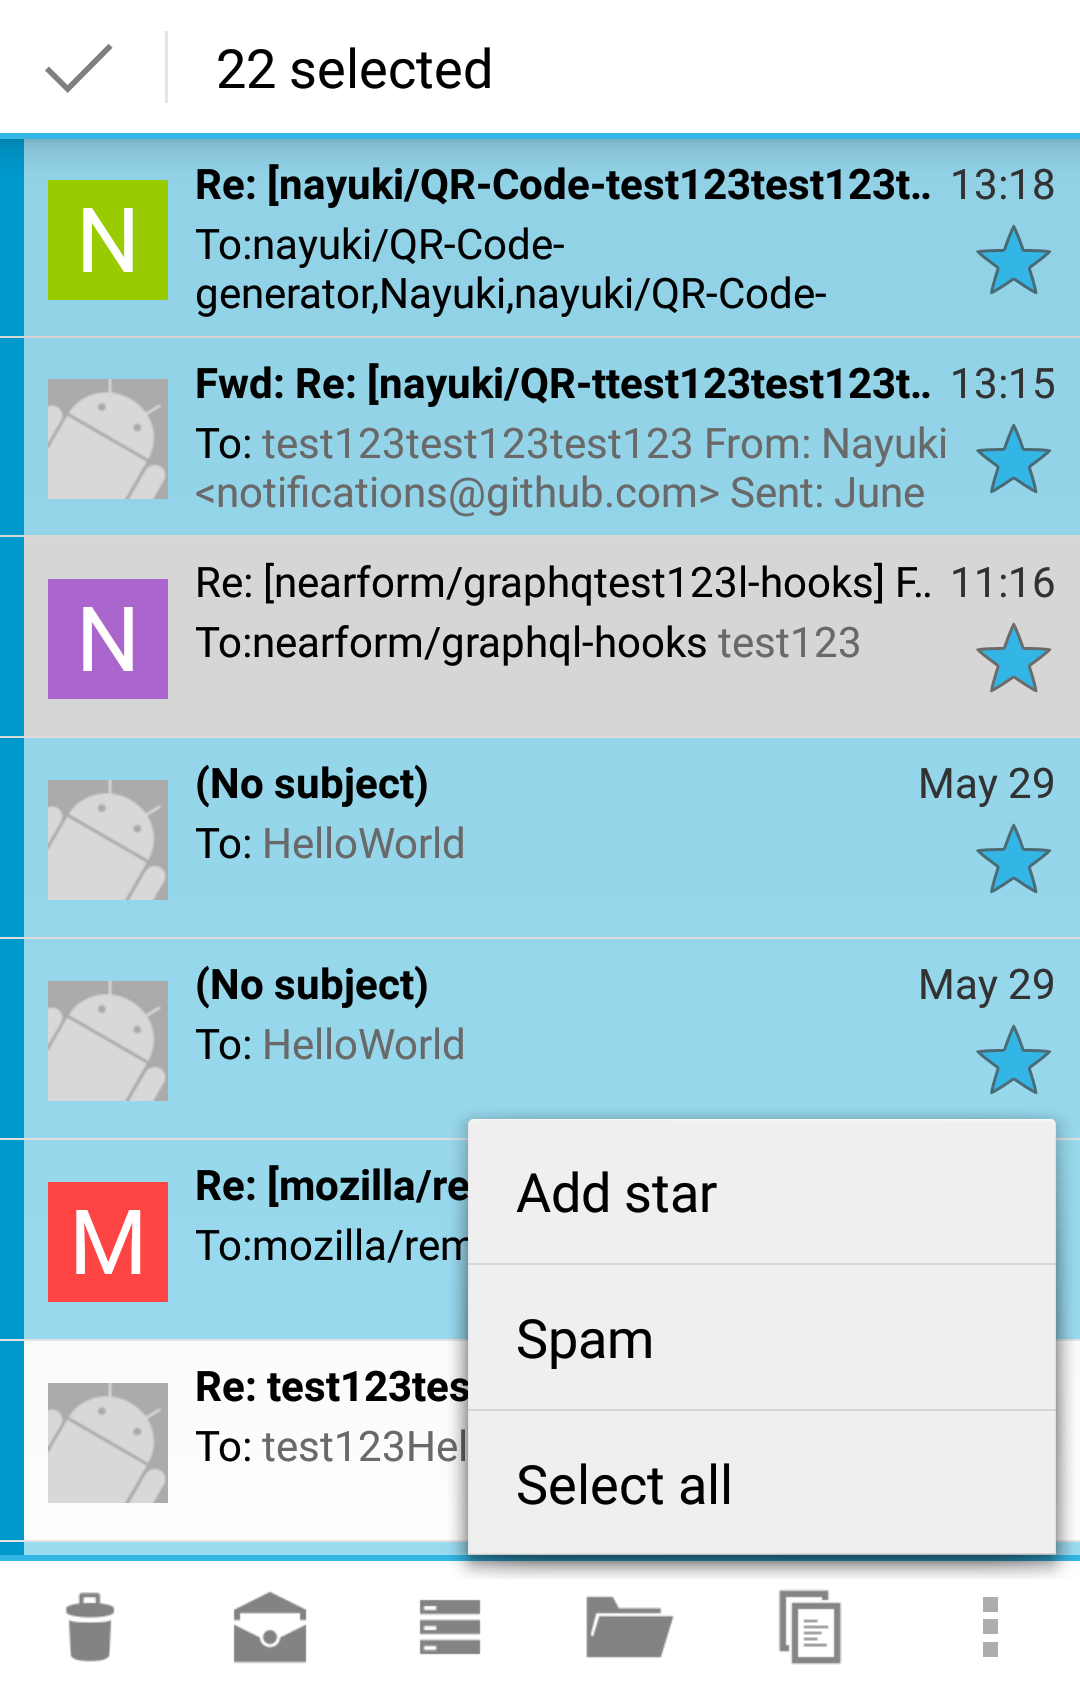 22 selected
N
Re: [nayuki/QR-Code-test123test123t.. 13:18
To:nayuki/QR-Code-
generator,Nayuki,nayuki/QR-Code-
Fwd: Re: [nayuki/QR-ttest123test123t.. 13:15
To: test123test123test123 From: Nayuki
<notifications@github.com> Sent: June
N
Re: [nearform/graphqtest123l-hooks] F.. 11:16
To:nearform/graphql-hooks test123
(No subject) May 29
To: HelloWorld
(No subject) May 29
To: HelloWorld
M
Re: [mozilla/re
To:mozilla/rem
Re: test123tes
To: test123Hel
Add star
Spam
Select all